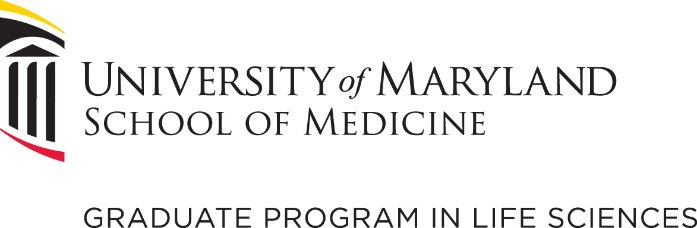 UNIVERSITY of MARYLAND
SCHOOL OF MEDICINE
GRADUATE PROGRAM IN LIFE SCIENCES